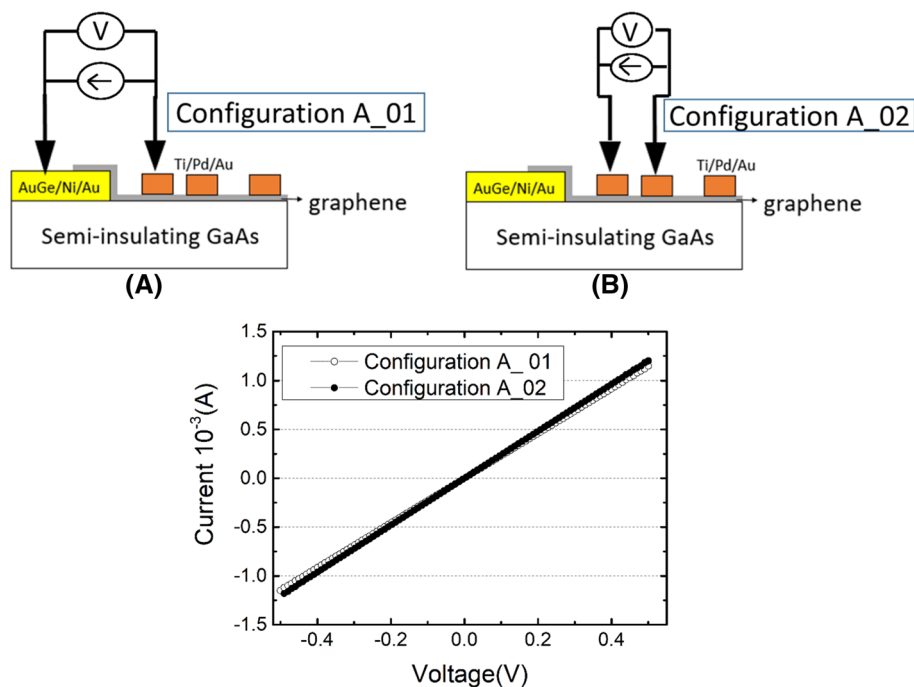 V
Configuration A_01
Ti/Pd/Au
AuGe/Ni/Au
graphene
Semi-insulating GaAs
(A)
V
Configuration A_02
Ti/Pd/Au
AuGe/Ni/Au
graphene
Semi-insulating GaAs
(B)
1.5
1.0
0.5
0.0
-0.5
-1.0
-1.5
Current 10⁻³(A)
Configuration A_ 01
Configuration A_02
-0.4 -0.2 0.0 0.2 0.4
Voltage(V)